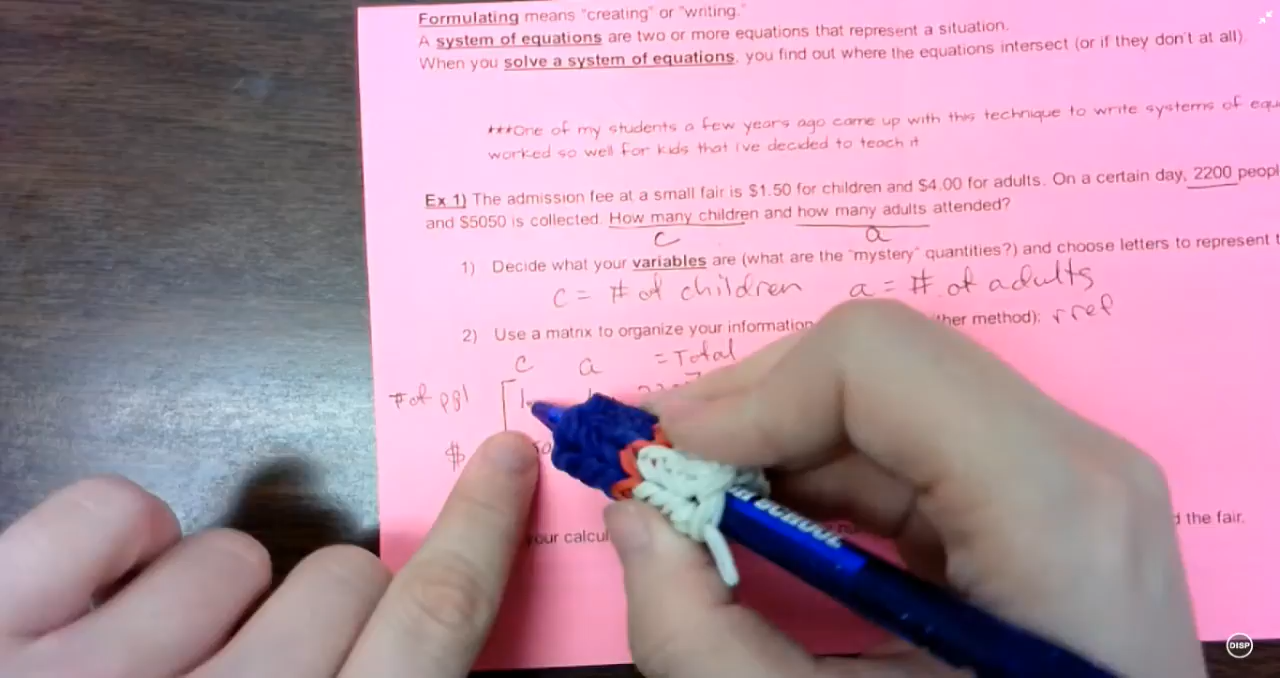 Formulating means "creating" or "writing."
A system of equations are two or more equations that represent a situation.
When you solve a system of equations, you find out where the equations intersect (or if they don't at all)
***One of my students a few years ago came up with this technique to write systems of equ
worked so well for kids that ive decided to teach it
Ex 1) The admission fee at a small fair is $1.50 for children and $4.00 for adults. On a certain day, 2200 peopl
and $5050 is collected. How many children and how many adults attended?
c a
1) Decide what your variables are (what are the "mystery" quantities?) and choose letters to represent t
c = # of children a = # of adults
2) Use a matrix to organize your information ther method): rref
c a = Total
# of ppl [1
$ 50
your calcul d the fair.
SCHOOL
DISP